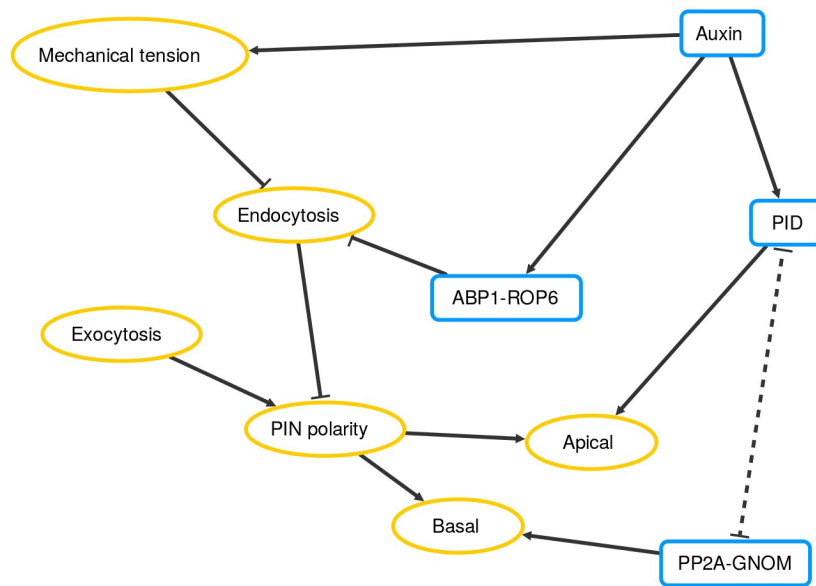 Auxin
Mechanical tension
Endocytosis
PID
ABP1-ROP6
Exocytosis
PIN polarity
Apical
Basal
PP2A-GNOM